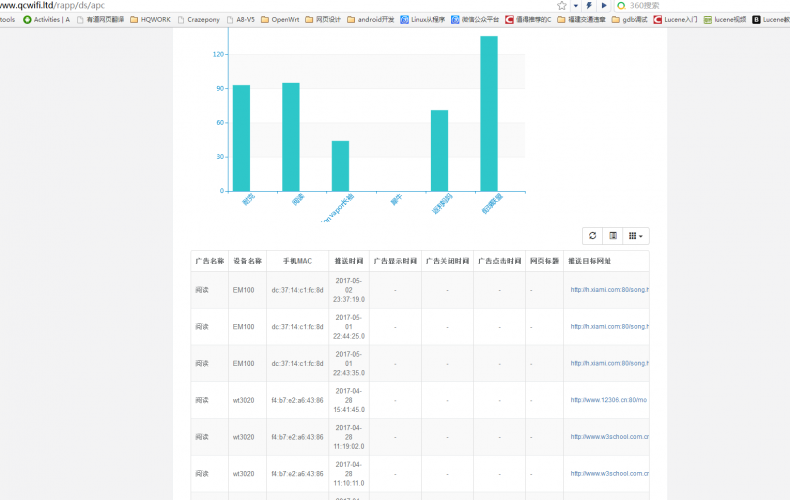 www.qcwifi.ltd/rapp/ds/apc
360搜索
tools Activities | A 有道网页翻译 HQWORK Crazepony A8-V5 OpenWrt 网页设计 android开发 Linux从程序 微信公众平台 值得推荐的C 福建交通违章 gdb调试 Lucene入门 lucene视频 Lucene教
120
90
60
30
0
耐克 阅读 犀牛
广告名称 设备名称 手机MAC 推送时间 广告显示时间 广告关闭时间 广告点击时间 网页标题 推送目标网址
阅读 EM100 dc:37:14:c1:fc:8d 2017-05-02 23:37:19.0 - - - - http://h.xiami.com:80/song.h
阅读 EM100 dc:37:14:c1:fc:8d 2017-05-01 22:44:25.0 - - - - http://h.xiami.com:80/song.h
阅读 EM100 dc:37:14:c1:fc:8d 2017-05-01 22:43:35.0 - - - - http://h.xiami.com:80/song.h
阅读 wt3020 f4:b7:e2:a6:43:86 2017-04-28 15:41:45.0 - - - - http://www.12306.cn:80/mo
阅读 wt3020 f4:b7:e2:a6:43:86 2017-04-28 11:19:02.0 - - - - http://www.w3school.com.cn
阅读 wt3020 f4:b7:e2:a6:43:86 2017-04-28 11:10:11.0 - - - - http://www.w3school.com.cn